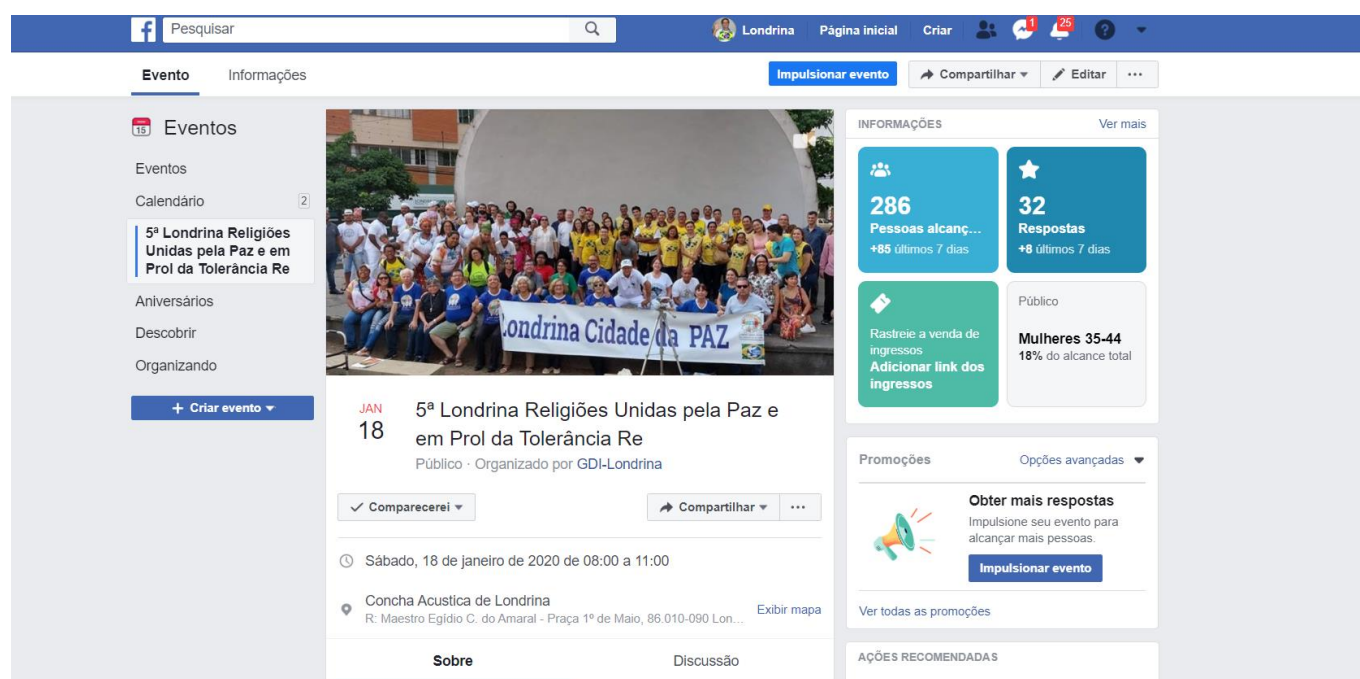 Pesquisar
Londrina
Página inicial
Criar
1
25
Evento
Informações
Impulsionar evento
Compartilhar
Editar
15
Eventos
Eventos
Calendário
2
5ª Londrina Religiões
Unidas pela Paz e em
Prol da Tolerância Re
Aniversários
Descobrir
Organizando
+ Criar evento
Londrina Cidade da PAZ
JAN
18
5ª Londrina Religiões Unidas pela Paz e
em Prol da Tolerância Re
Público · Organizado por GDI-Londrina
Comparecerei
Compartilhar
Sábado, 18 de janeiro de 2020 de 08:00 a 11:00
Concha Acustica de Londrina
R: Maestro Egídio C. do Amaral - Praça 1º de Maio, 86.010-090 Lon...
Exibir mapa
Sobre
Discussão
INFORMAÇÕES
Ver mais
286
Pessoas alcanç...
+85 últimos 7 dias
32
Respostas
+8 últimos 7 dias
Rastreie a venda de
ingressos
Adicionar link dos
ingressos
Público
Mulheres 35-44
18% do alcance total
Promoções
Opções avançadas
Obter mais respostas
Impulsione seu evento para
alcançar mais pessoas.
Impulsionar evento
Ver todas as promoções
AÇÕES RECOMENDADAS